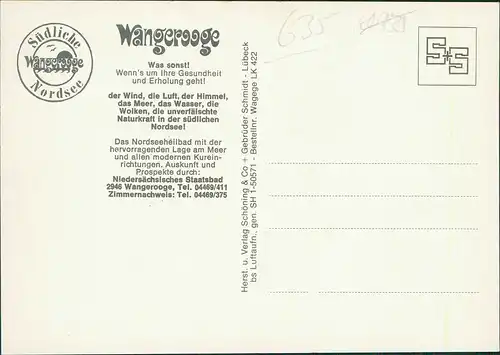 Südliche
Wangerooge
Nordsee
Wangerooge
Was sonst!
Wenn's um Ihre Gesundheit
und Erholung geht!
der Wind, die Luft, der Himmel,
das Meer, das Wasser, die
Wolken, die unverfälschte
Naturkraft in der südlichen
Nordsee!
Das Nordseeheilbad mit der
hervorragenden Lage am Meer
und allen modernen Kurein-
richtungen. Auskunft und
Prospekte durch:
Niedersächsisches Staatsbad
2946 Wangerooge, Tel. 04469/411
Zimmernachweis: Tel. 04469/375
Herst. u. Verlag Schöning & Co + Gebrüder Schmidt - Lübeck
bs Luftaufn., gen. SH 1-50571 - Bestellnr. Wagege LK 422
635
S+S